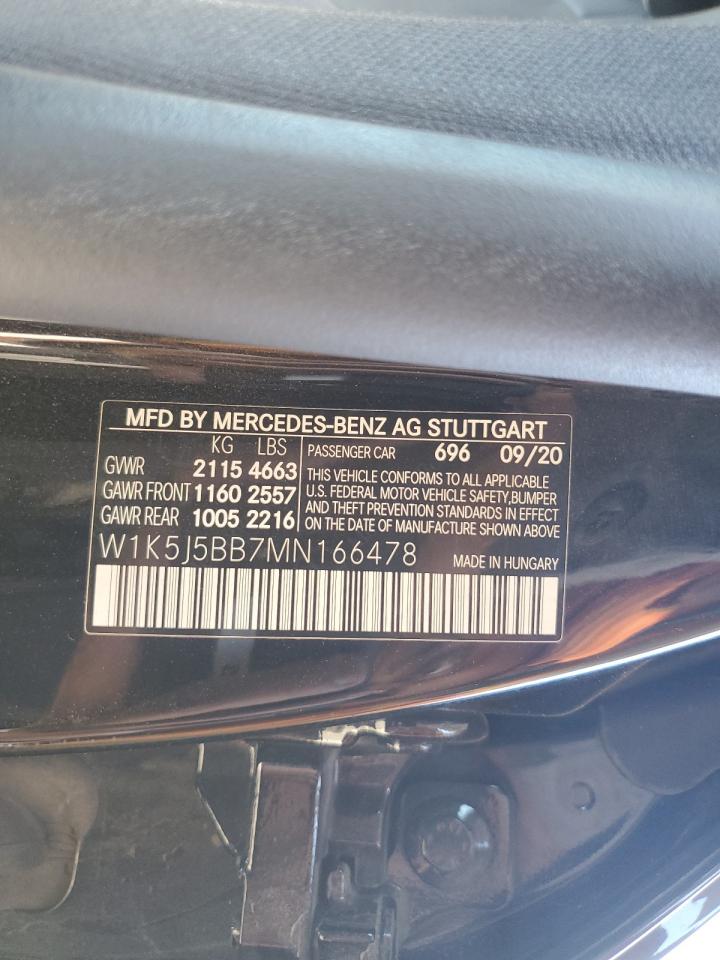 MFD BY MERCEDES-BENZ AG STUTTGART
KG LBS PASSENGER CAR 696 09/20
GVWR 2115 4663
GAWR FRONT 1160 2557
GAWR REAR 1005 2216
THIS VEHICLE CONFORMS TO ALL APPLICABLE
U.S. FEDERAL MOTOR VEHICLE SAFETY,BUMPER
AND THEFT PREVENTION STANDARDS IN EFFECT
ON THE DATE OF MANUFACTURE SHOWN ABOVE
W1K5J5BB7MN166478 MADE IN HUNGARY